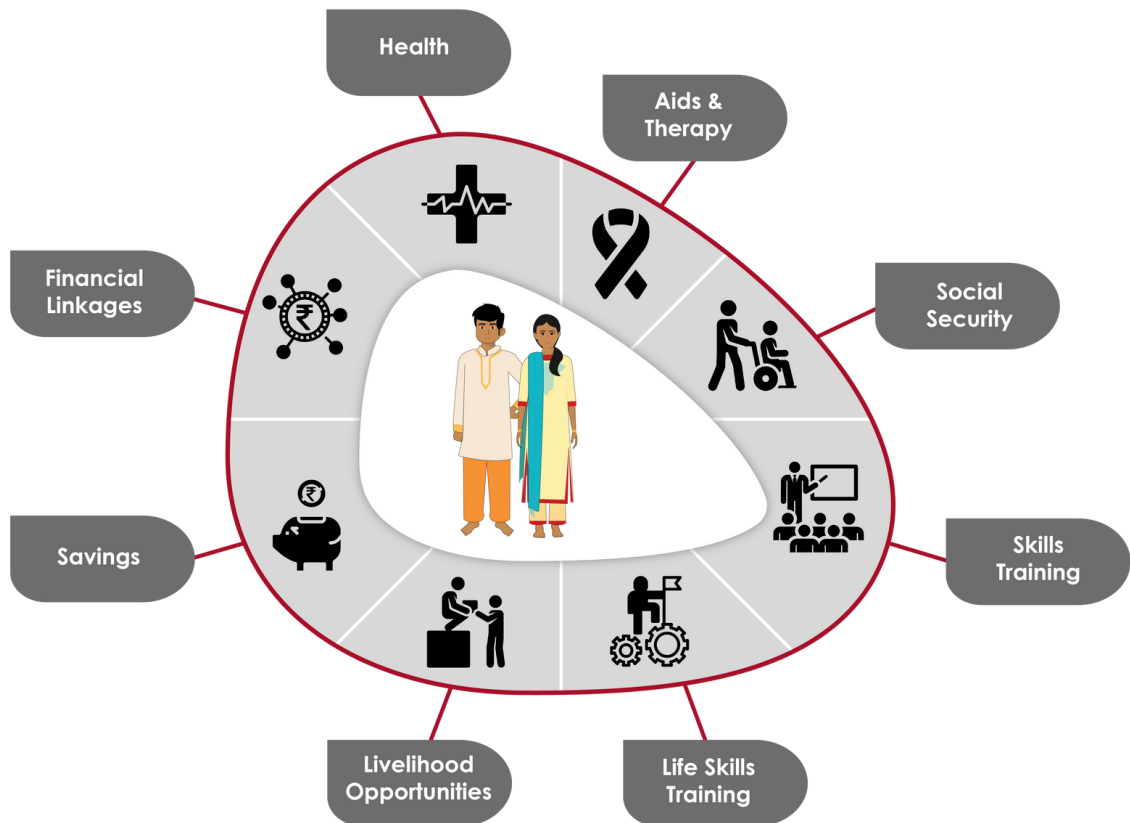 Health
Aids &
Therapy
Financial
Linkages
Social
Security
Savings
Skills
Training
Livelihood
Opportunities
Life Skills
Training
₹
₹